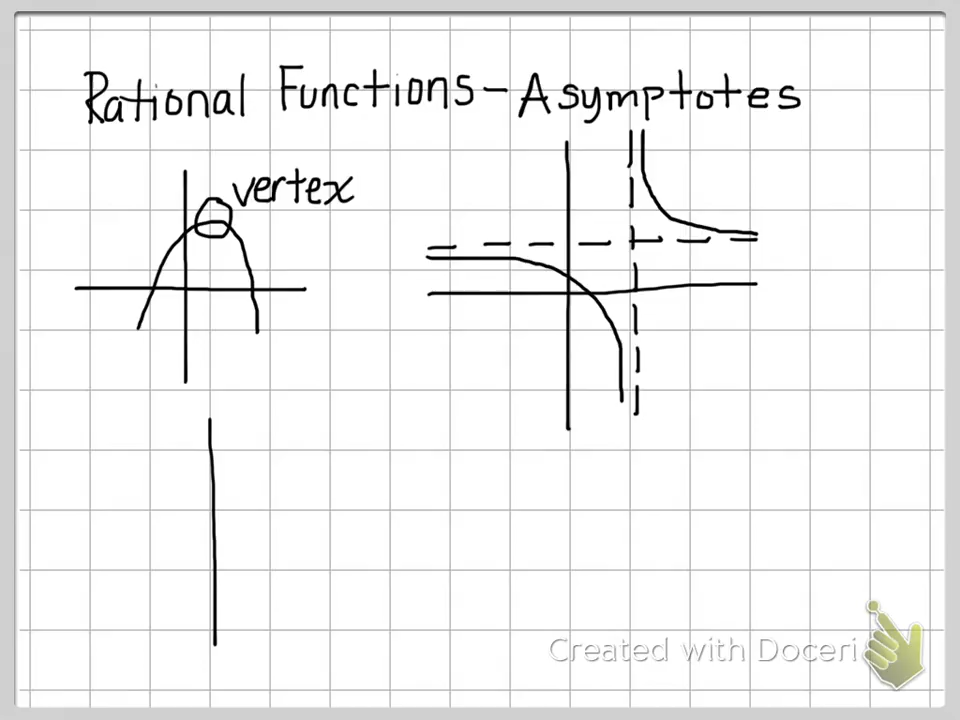 Rational Functions - Asymptotes
vertex
Created with Doceri